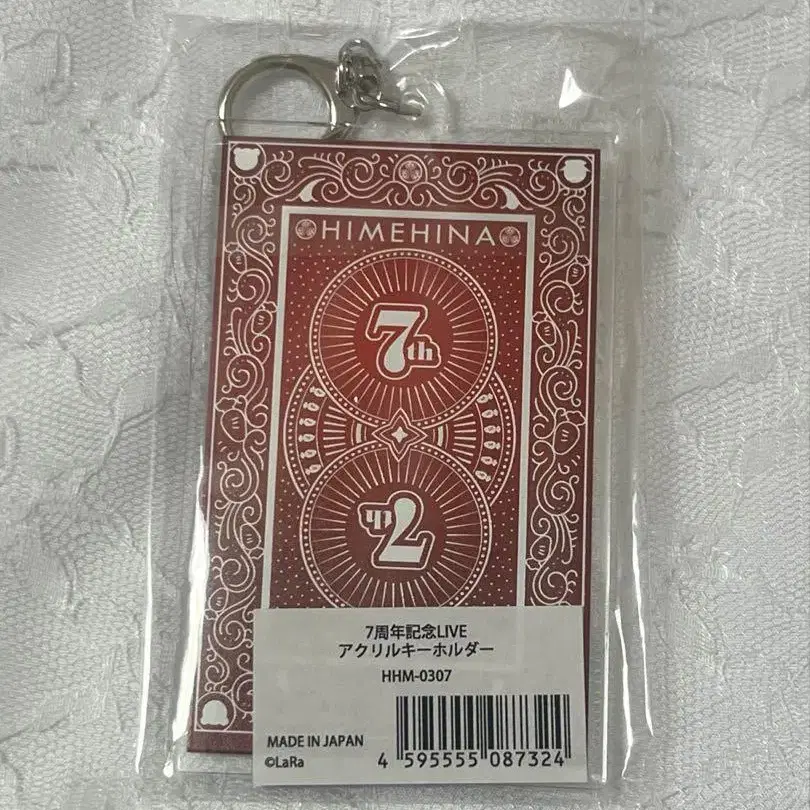 HIMEHINA
7th
7th
7周年記念LIVE
アクリルキーホルダー
HHM-0307
MADE IN JAPAN
©LaRa
4 595555 087324